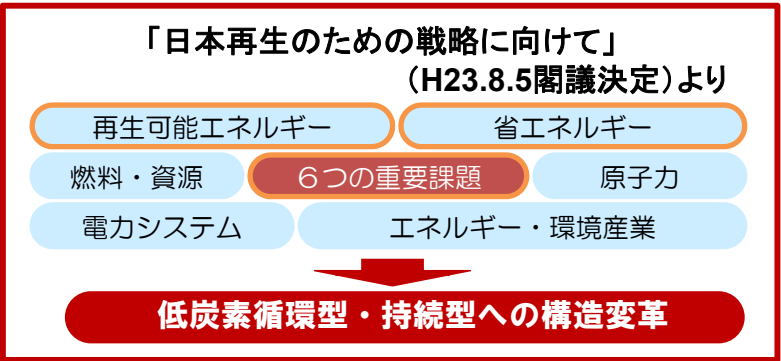 「日本再生のための戦略に向けて」
（H23.8.5閣議決定）より
再生可能エネルギー 省エネルギー
燃料・資源 ６つの重要課題 原子力
電力システム エネルギー・環境産業
低炭素循環型・持続型への構造変革